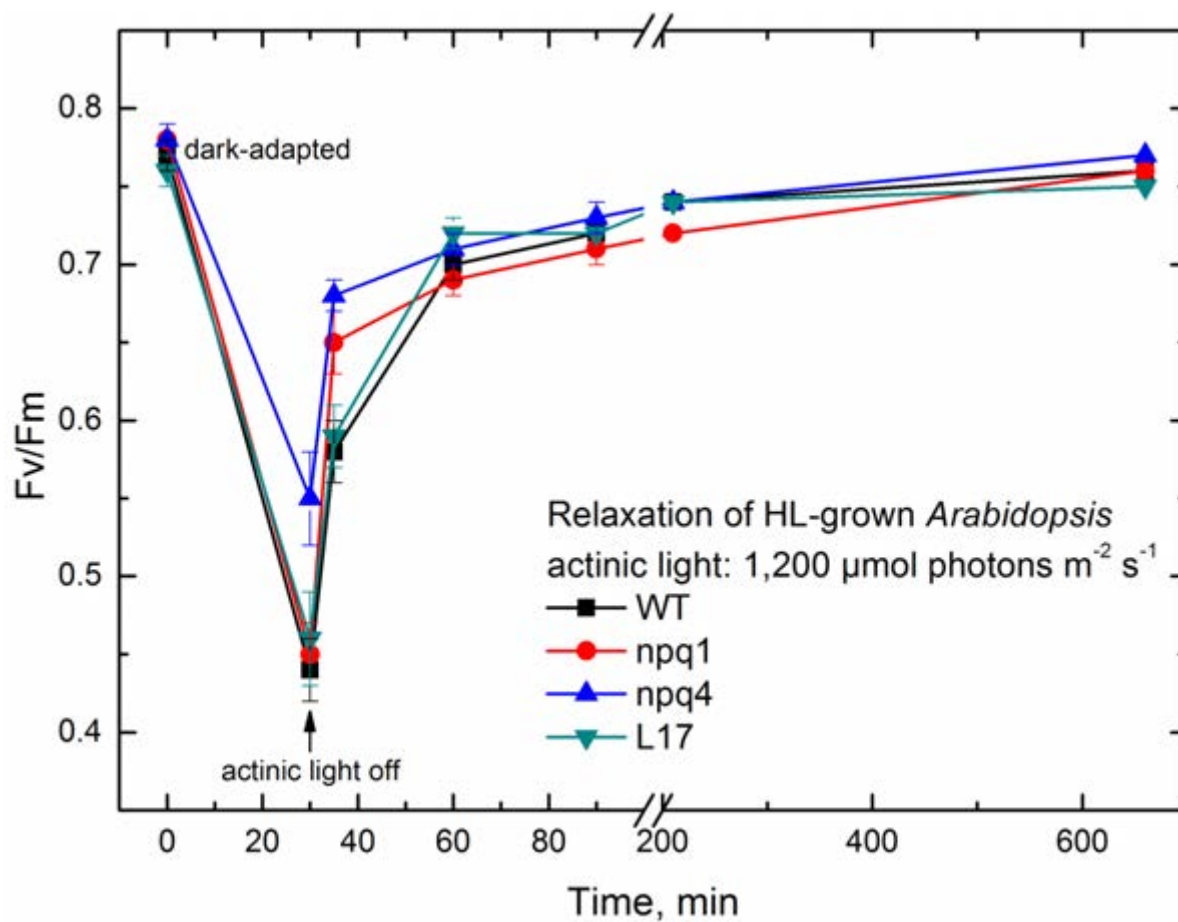 0.8
0.7
0.6
0.5
0.4
Fv/Fm
dark-adapted
actinic light off
Relaxation of HL-grown Arabidopsis
actinic light: 1,200 µmol photons m⁻² s⁻¹
WT
npq1
npq4
L17
0 20 40 60 80 200 400 600
Time, min